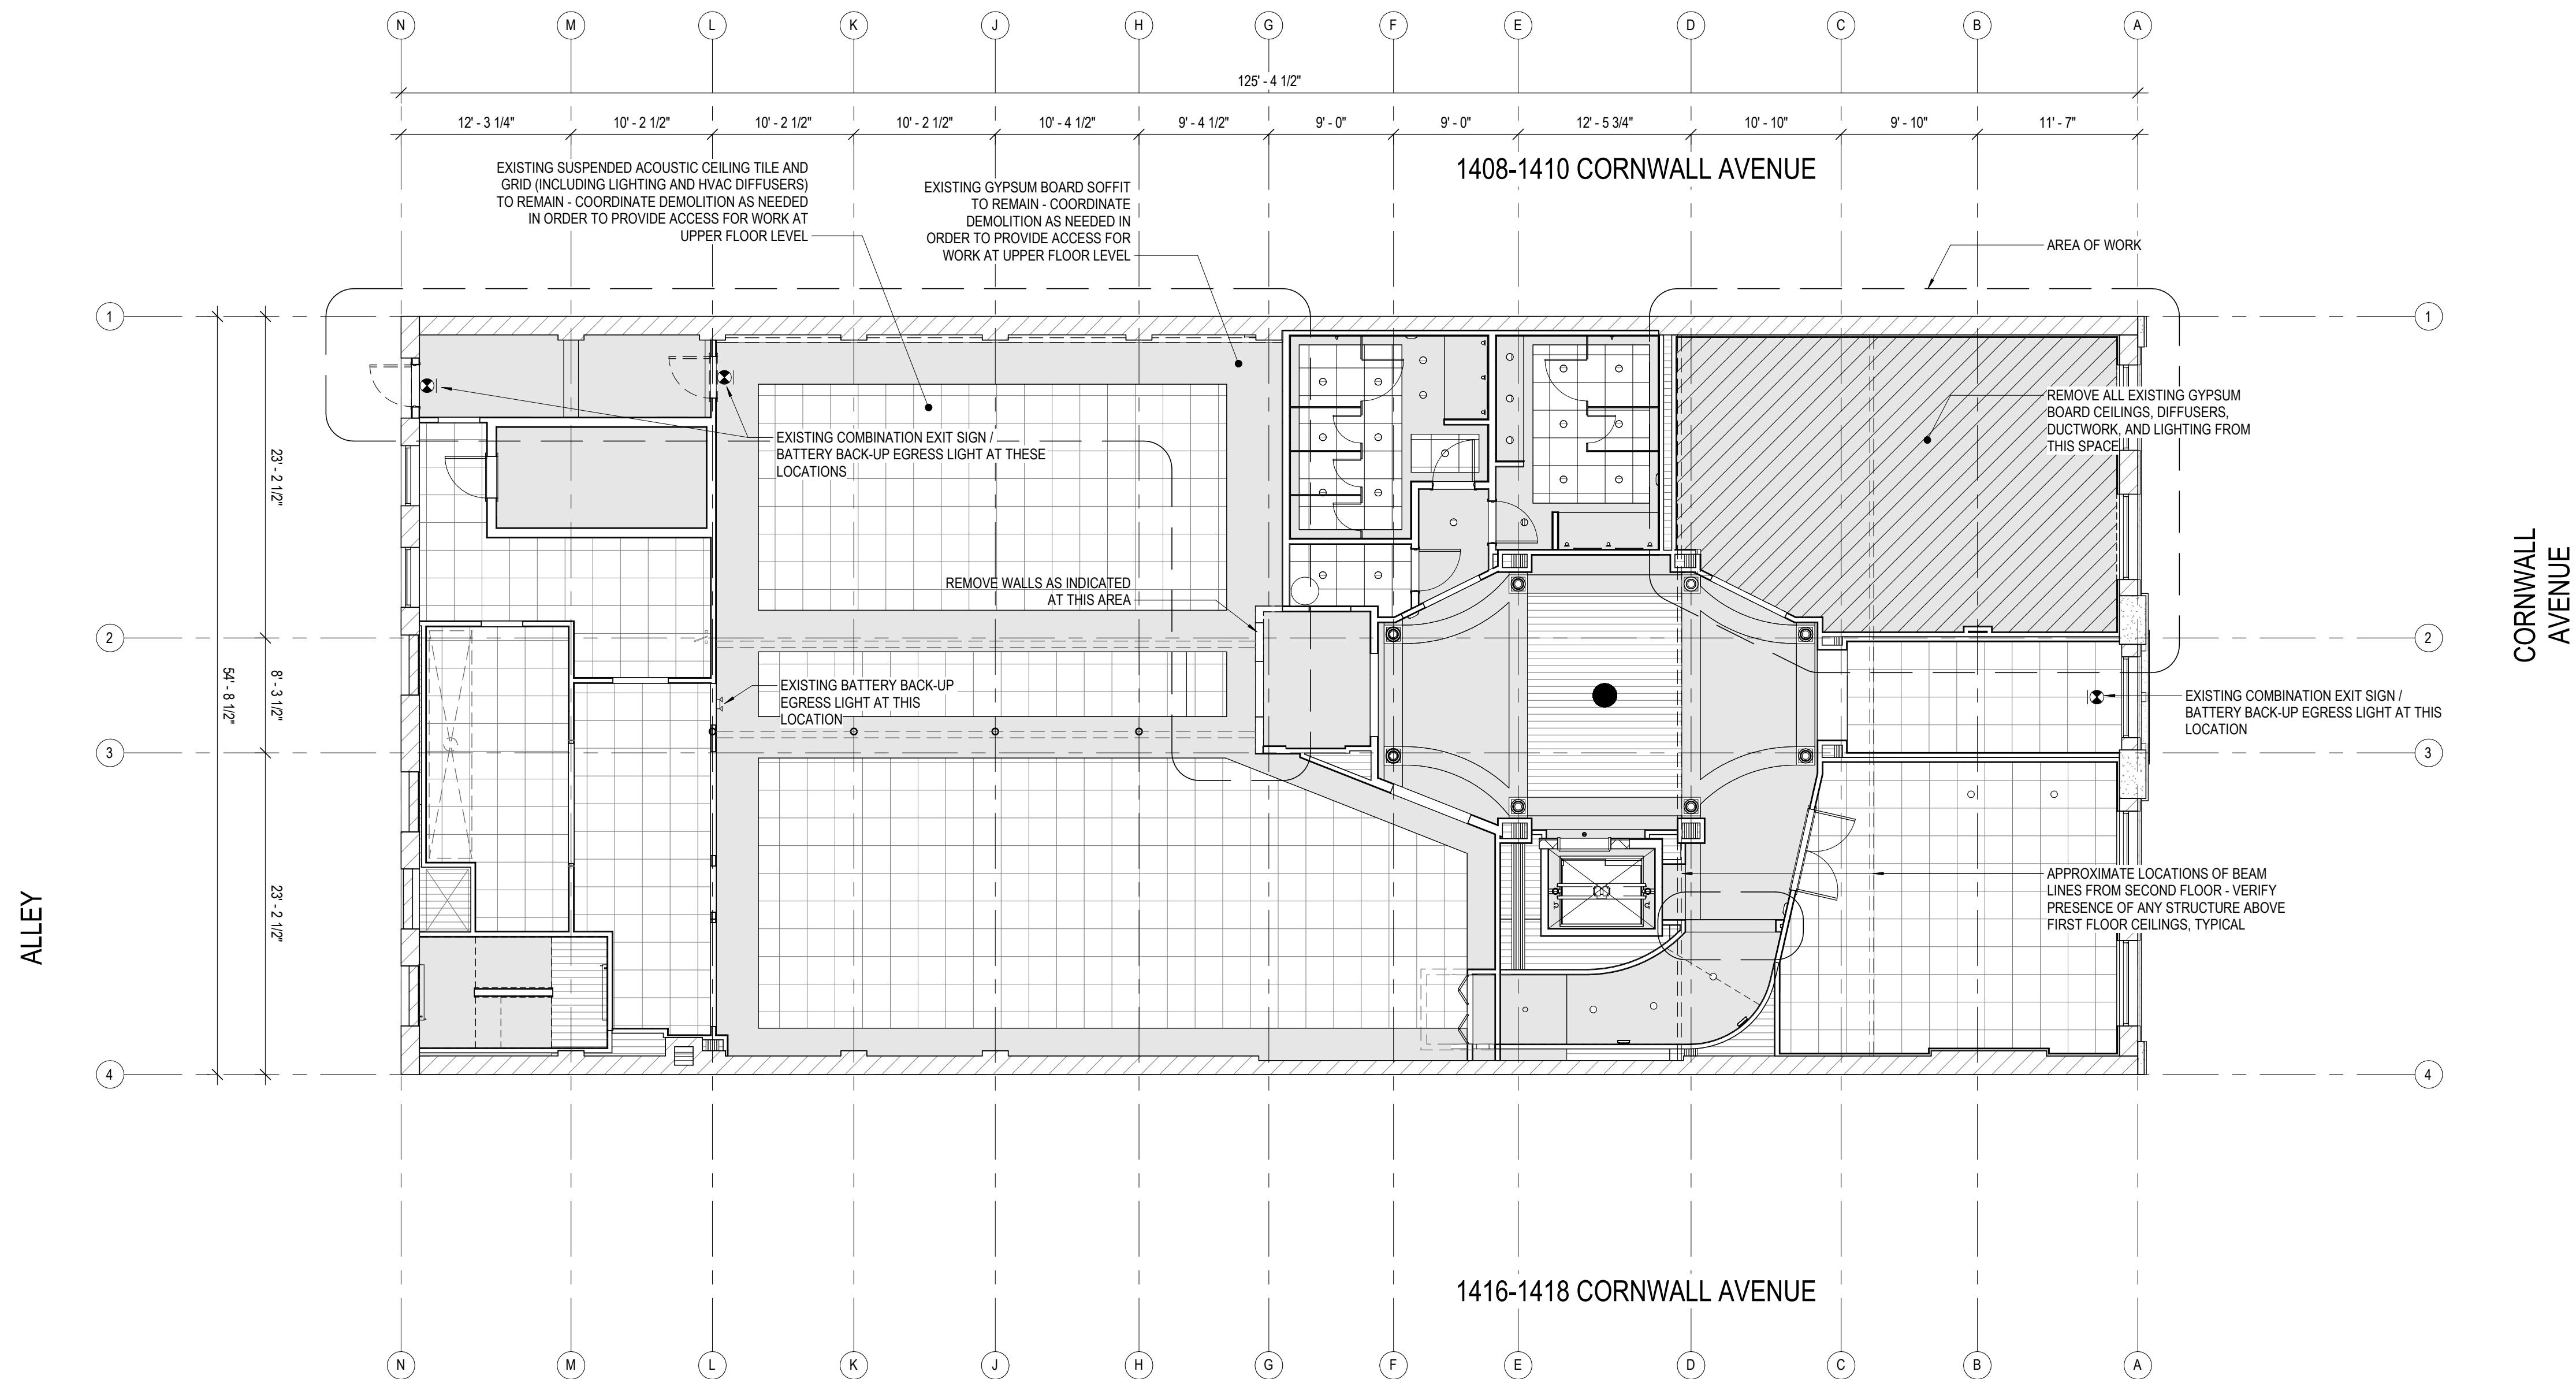 N M L K J H G F E D C B A
125' - 4 1/2"
12' - 3 1/4" 10' - 2 1/2" 10' - 2 1/2" 10' - 2 1/2" 10' - 4 1/2" 9' - 4 1/2" 9' - 0" 9' - 0" 12' - 5 3/4" 10' - 10" 9' - 10" 11' - 7"
1408-1410 CORNWALL AVENUE
EXISTING SUSPENDED ACOUSTIC CEILING TILE AND
GRID (INCLUDING LIGHTING AND HVAC DIFFUSERS)
TO REMAIN - COORDINATE DEMOLITION AS NEEDED
IN ORDER TO PROVIDE ACCESS FOR WORK AT
UPPER FLOOR LEVEL
EXISTING GYPSUM BOARD SOFFIT
TO REMAIN - COORDINATE
DEMOLITION AS NEEDED IN
ORDER TO PROVIDE ACCESS FOR
WORK AT UPPER FLOOR LEVEL
AREA OF WORK
1 1
REMOVE ALL EXISTING GYPSUM
BOARD CEILINGS, DIFFUSERS,
DUCTWORK, AND LIGHTING FROM
THIS SPACE
EXISTING COMBINATION EXIT SIGN /
BATTERY BACK-UP EGRESS LIGHT AT THESE
LOCATIONS
23' - 2 1/2"
REMOVE WALLS AS INDICATED
AT THIS AREA
CORNWALL
AVENUE
2 2
54' - 8 1/2"
8' - 3 1/2"
EXISTING BATTERY BACK-UP
EGRESS LIGHT AT THIS
LOCATION
EXISTING COMBINATION EXIT SIGN /
BATTERY BACK-UP EGRESS LIGHT AT THIS
LOCATION
3 3
APPROXIMATE LOCATIONS OF BEAM
LINES FROM SECOND FLOOR - VERIFY
PRESENCE OF ANY STRUCTURE ABOVE
FIRST FLOOR CEILINGS, TYPICAL
23' - 2 1/2"
ALLEY
4 4
1416-1418 CORNWALL AVENUE
N M L K J H G F E D C B A